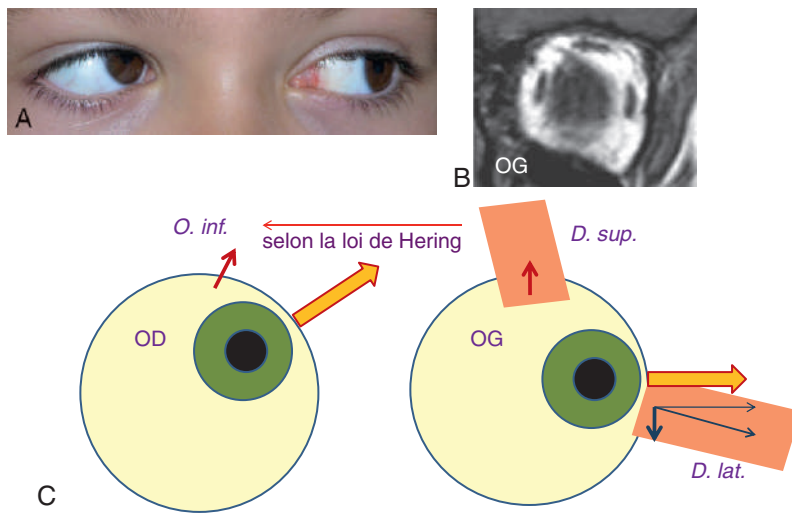 A
OG
B
O. inf.
selon la loi de Hering
D. sup.
OD
OG
D. lat.
C